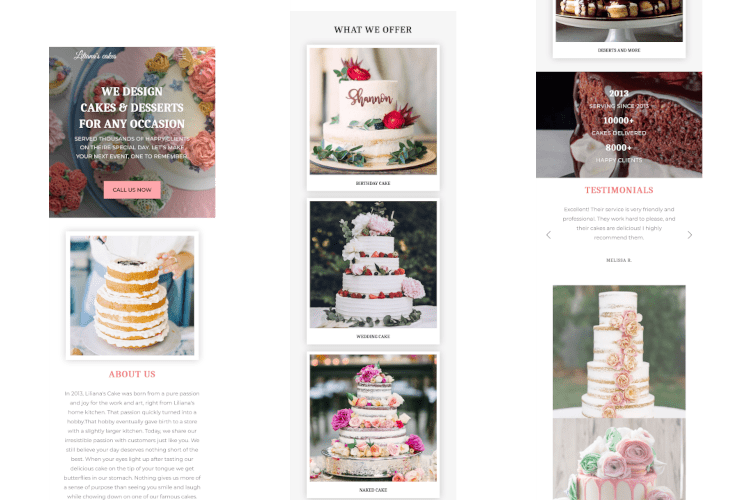 Liliana's cakes
WE DESIGN
CAKES & DESSERTS
FOR ANY OCCASION
SERVED THOUSANDS OF HAPPY CLIENTS
ON THEIRE SPECIAL DAY. LET'S MAKE
YOUR NEXT EVENT, ONE TO REMEMBER.
CALL US NOW
ABOUT US
In 2013, Liliana's Cake was born from a pure passion
and joy for the work and art, right from Liliana's
home kitchen. That passion quickly turned into a
hobby That hobby eventually gave birth to a store
with a slightly larger kitchen. Today, we share our
irresistible passion with customers just like you. We
still believe your day deserves nothing short of the
best. When your eyes light up after tasting our
delicious cake on the tip of your tongue we get
butterflies in our stomach. Nothing gives us more of
a sense of purpose than seeing you smile and laugh
while chowing down on one of our famous cakes.
WHAT WE OFFER
Shannon
BIRTHDAY CAKE
WEDDING CAKE
NAKED CAKE
DESERTS AND MORE
2013
SERVING SINCE 2013
10000+
CAKES DELIVERED
8000+
HAPPY CLIENTS
TESTIMONIALS
Excellent! Their service is very friendly and
professional. They work hard to please, and
their cakes are delicious! I highly
recommend them.
MELISSA R.